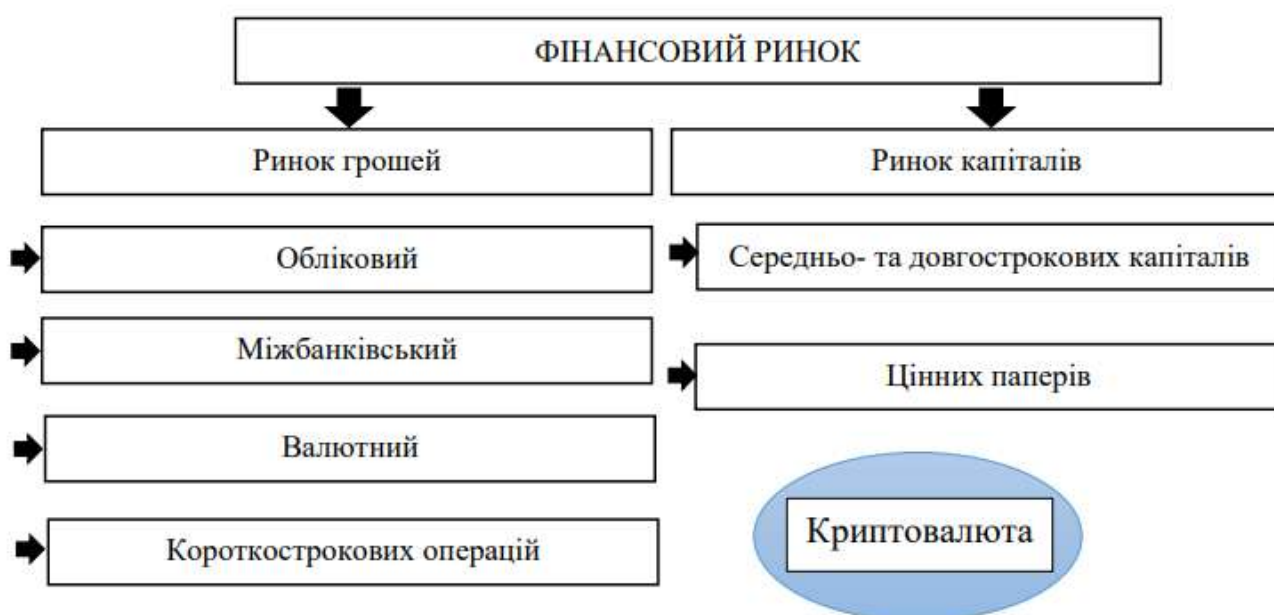 ФІНАНСОВИЙ РИНОК
Ринок грошей
Ринок капіталів
Обліковий
Середньо- та довгострокових капіталів
Міжбанківський
Цінних паперів
Валютний
Криптовалюта
Короткострокових операцій